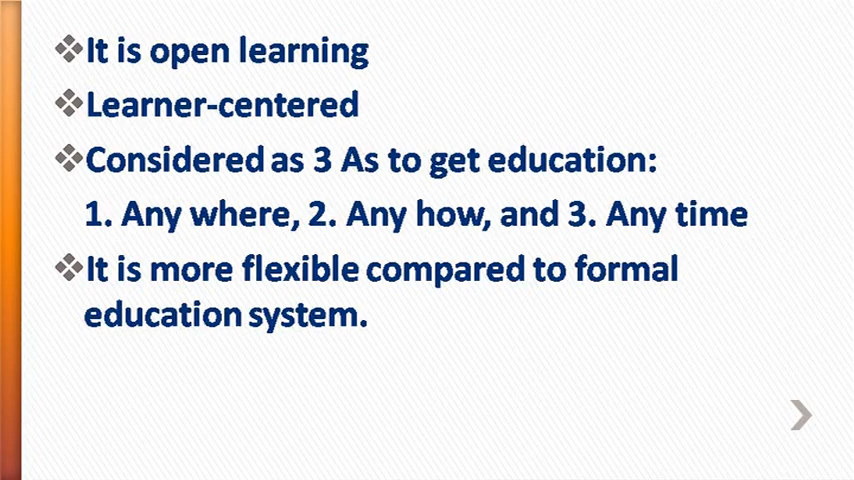 It is open learning
Learner-centered
Considered as 3 As to get education:
1. Any where, 2. Any how, and 3. Any time
It is more flexible compared to formal
education system.